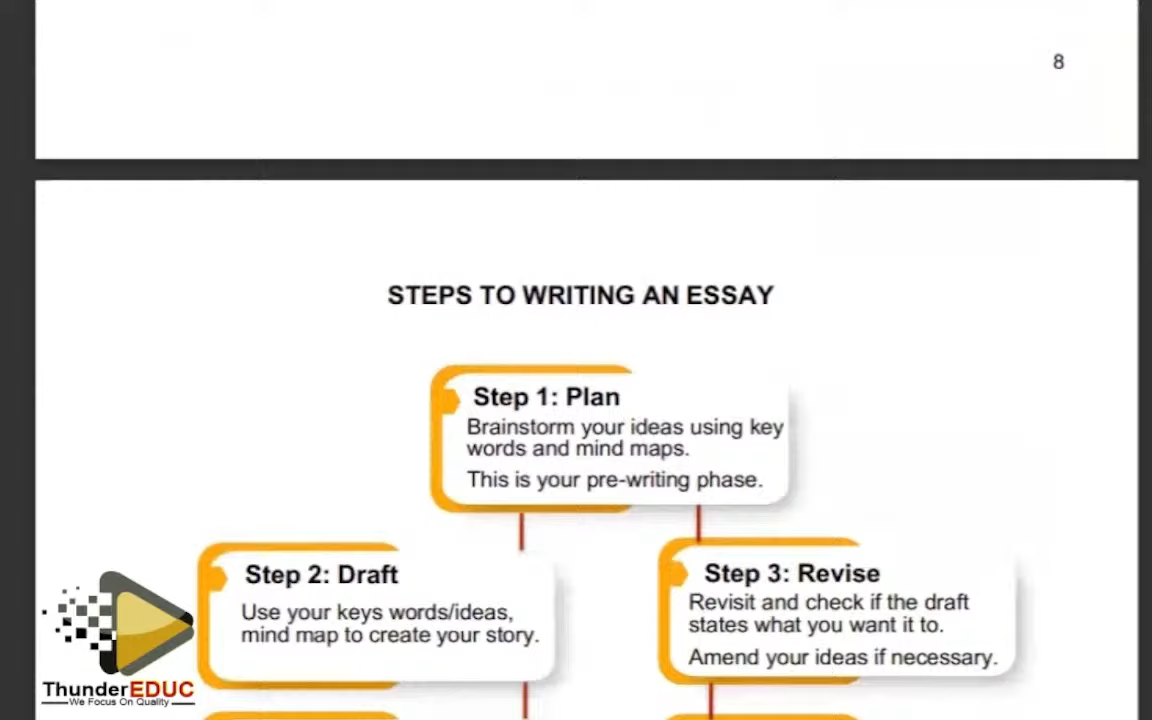 8
STEPS TO WRITING AN ESSAY
Step 1: Plan
Brainstorm your ideas using key
words and mind maps.
This is your pre-writing phase.
Step 2: Draft
Use your keys words/ideas,
mind map to create your story.
Step 3: Revise
Revisit and check if the draft
states what you want it to.
Amend your ideas if necessary.
ThunderEDUC
We Focus On Quality